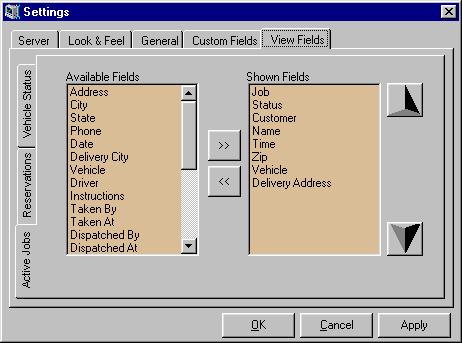 Settings
Server
Look & Feel
General
Custom Fields
View Fields
Vehicle Status
Reservations
Active Jobs
Available Fields
Address
City
State
Phone
Date
Delivery City
Vehicle
Driver
Instructions
Taken By
Taken At
Dispatched By
Dispatched At
>>
<<
Shown Fields
Job
Status
Customer
Name
Time
Zip
Vehicle
Delivery Address
OK
Cancel
Apply